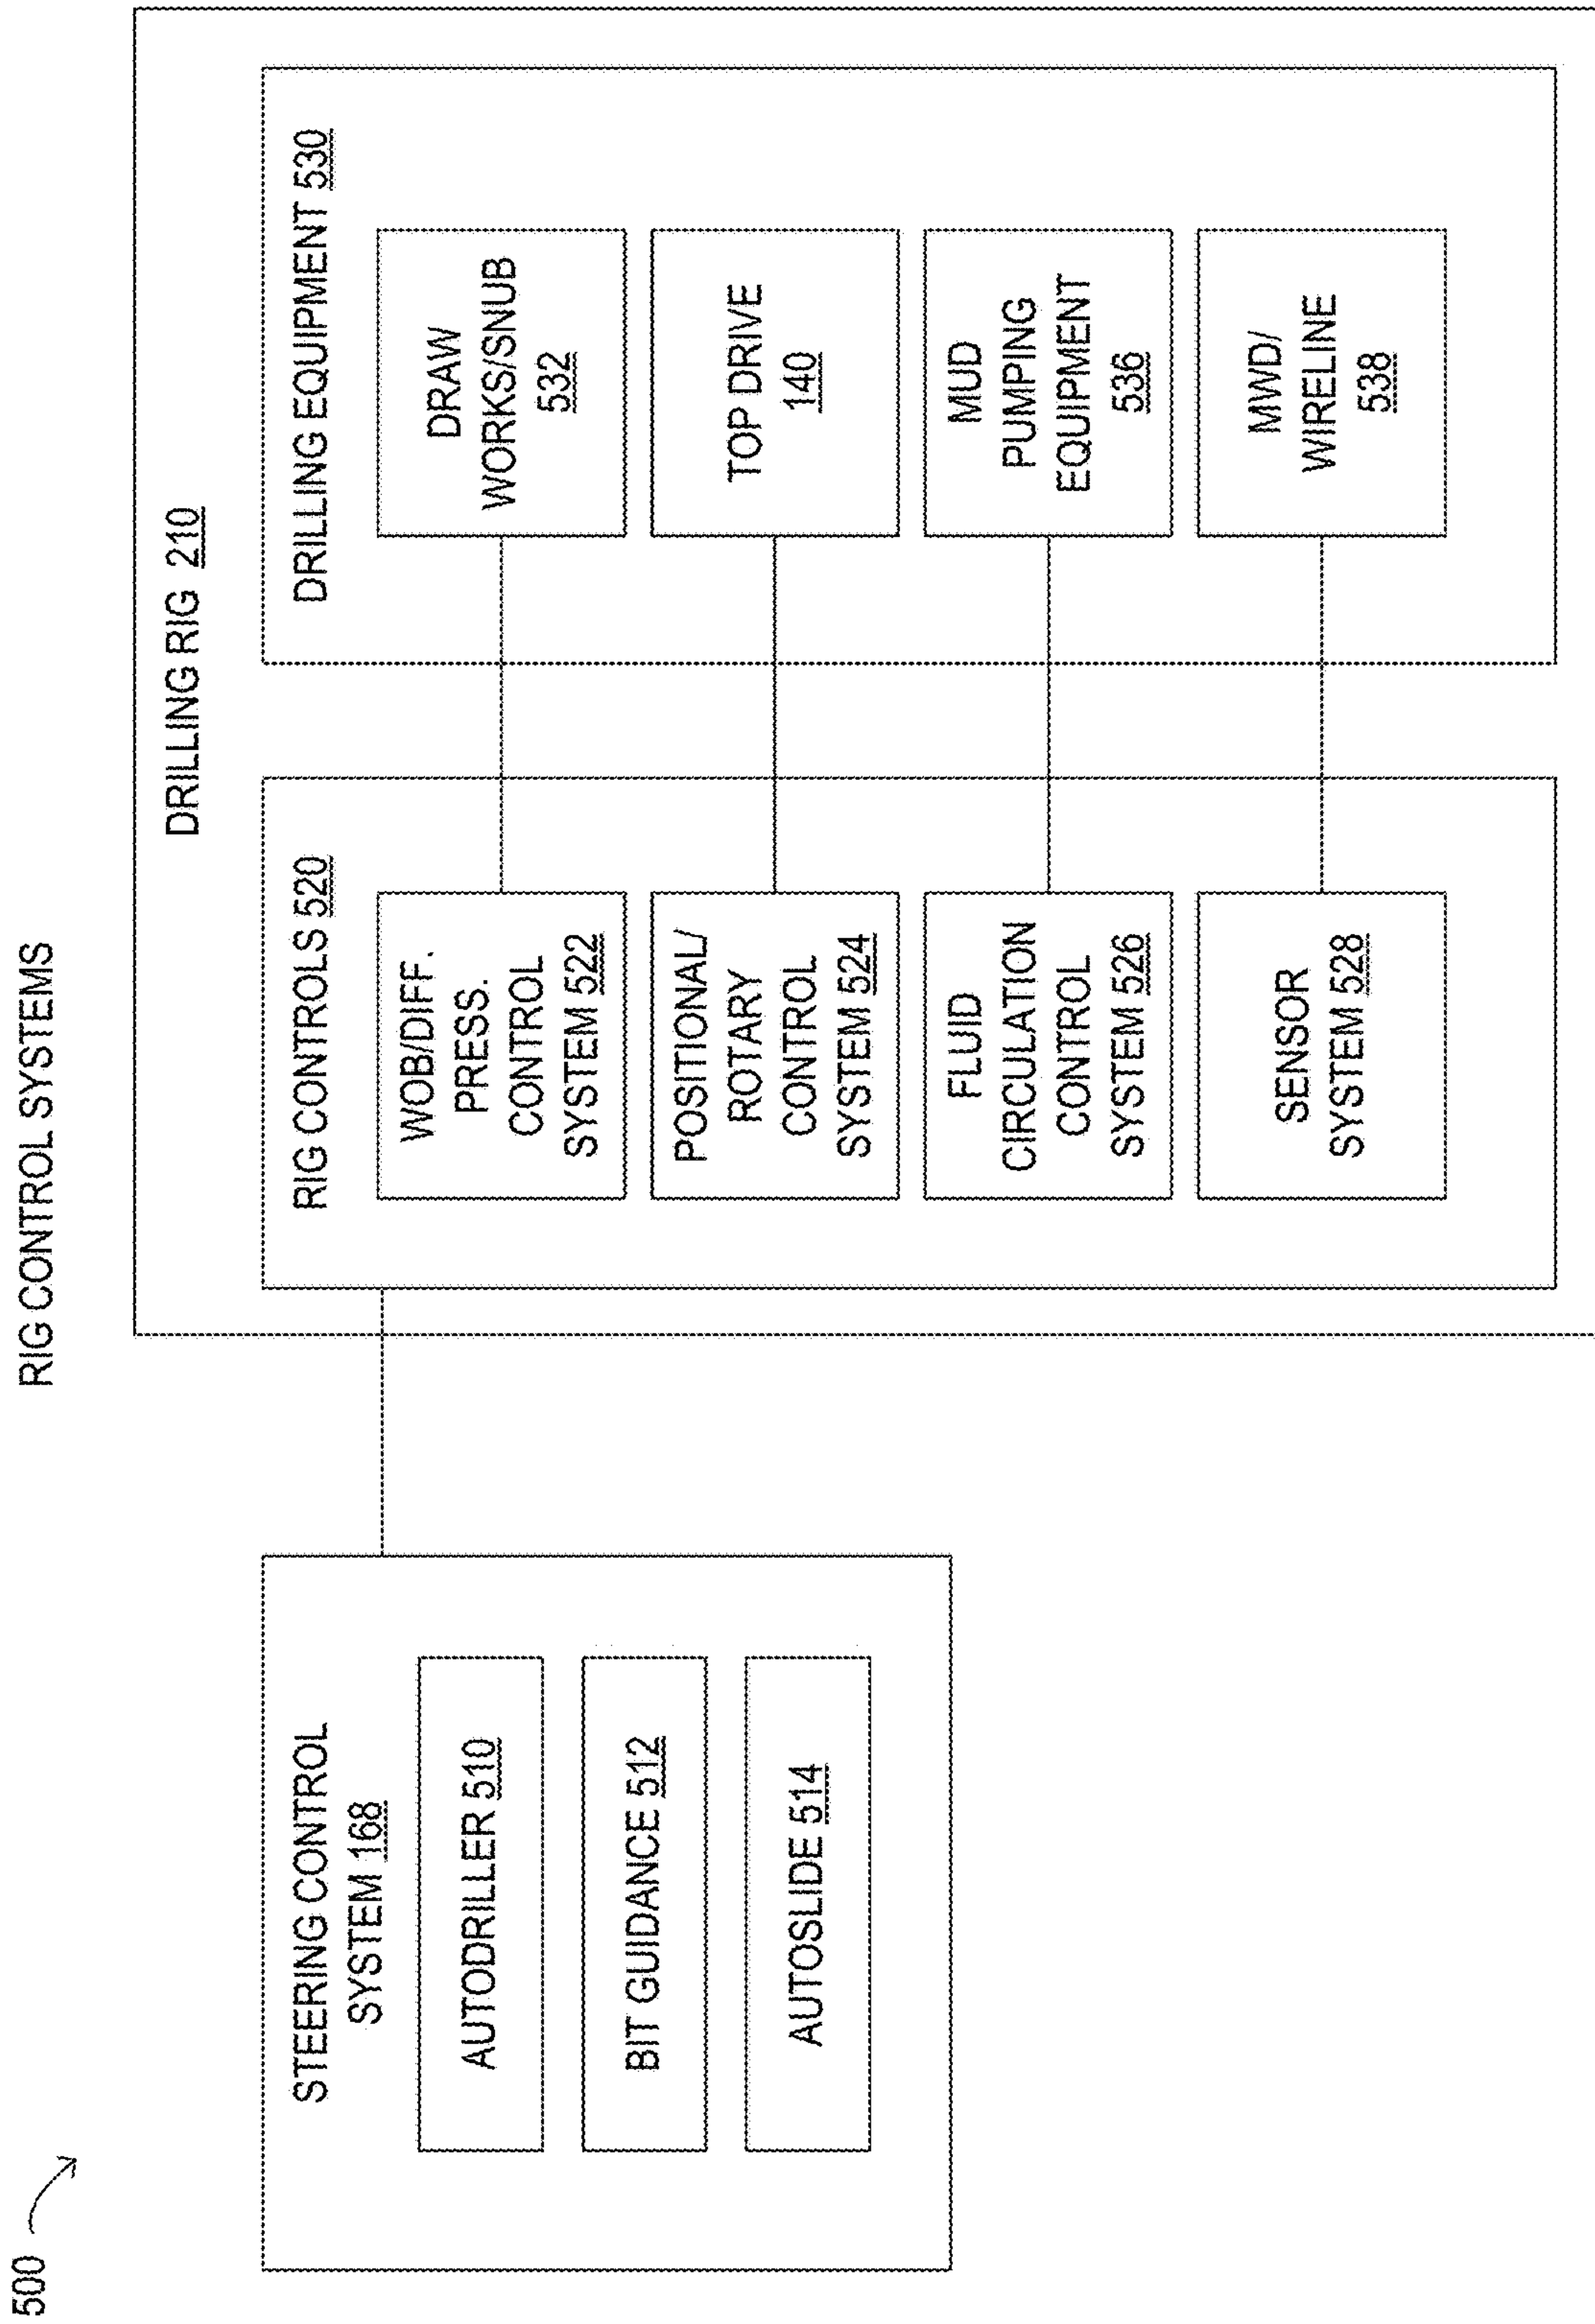 500
RIG CONTROL SYSTEMS
STEERING CONTROL
SYSTEM 168
AUTODRILLER 510
BIT GUIDANCE 512
AUTOSLIDE 514
DRILLING RIG 210
RIG CONTROLS 520
WOB/DIFF.
PRESS.
CONTROL
SYSTEM 522
POSITIONAL/
ROTARY
CONTROL
SYSTEM 524
FLUID
CIRCULATION
CONTROL
SYSTEM 526
SENSOR
SYSTEM 528
DRILLING EQUIPMENT 530
DRAW
WORKS/SNUB
532
TOP DRIVE
140
MUD
PUMPING
EQUIPMENT
536
MWD/
WIRELINE
538